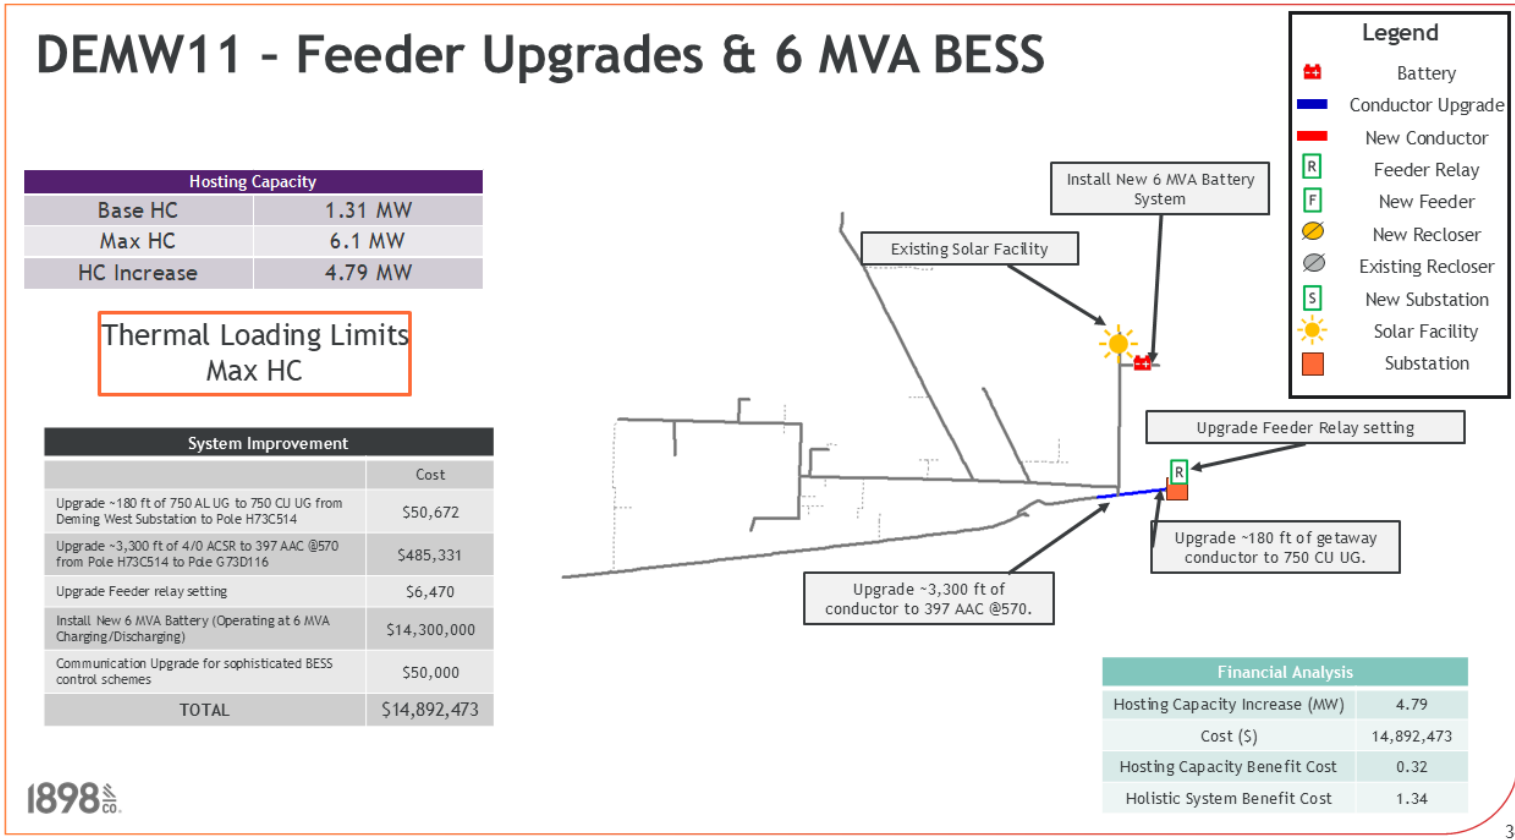 DEMW11 – Feeder Upgrades & 6 MVA BESS
Legend
Battery
Conductor Upgrade
New Conductor
R Feeder Relay
F New Feeder
New Recloser
Existing Recloser
S New Substation
Solar Facility
Substation
Hosting Capacity
Base HC 1.31 MW
Max HC 6.1 MW
HC Increase 4.79 MW
Thermal Loading Limits
Max HC
System Improvement
Cost
Upgrade ~180 ft of 750 AL UG to 750 CU UG from
Deming West Substation to Pole H73C514
$50,672
Upgrade ~3,300 ft of 4/0 ACSR to 397 AAC @570
from Pole H73C514 to Pole G73D116
$485,331
Upgrade Feeder relay setting $6,470
Install New 6 MVA Battery (Operating at 6 MVA
Charging/Discharging)
$14,300,000
Communication Upgrade for sophisticated BESS
control schemes
$50,000
TOTAL $14,892,473
Install New 6 MVA Battery
System
Existing Solar Facility
Upgrade Feeder Relay setting
R
Upgrade ~180 ft of getaway
conductor to 750 CU UG.
Upgrade ~3,300 ft of
conductor to 397 AAC @570.
Financial Analysis
Hosting Capacity Increase (MW) 4.79
Cost ($) 14,892,473
Hosting Capacity Benefit Cost 0.32
Holistic System Benefit Cost 1.34
1898 & CO.
3